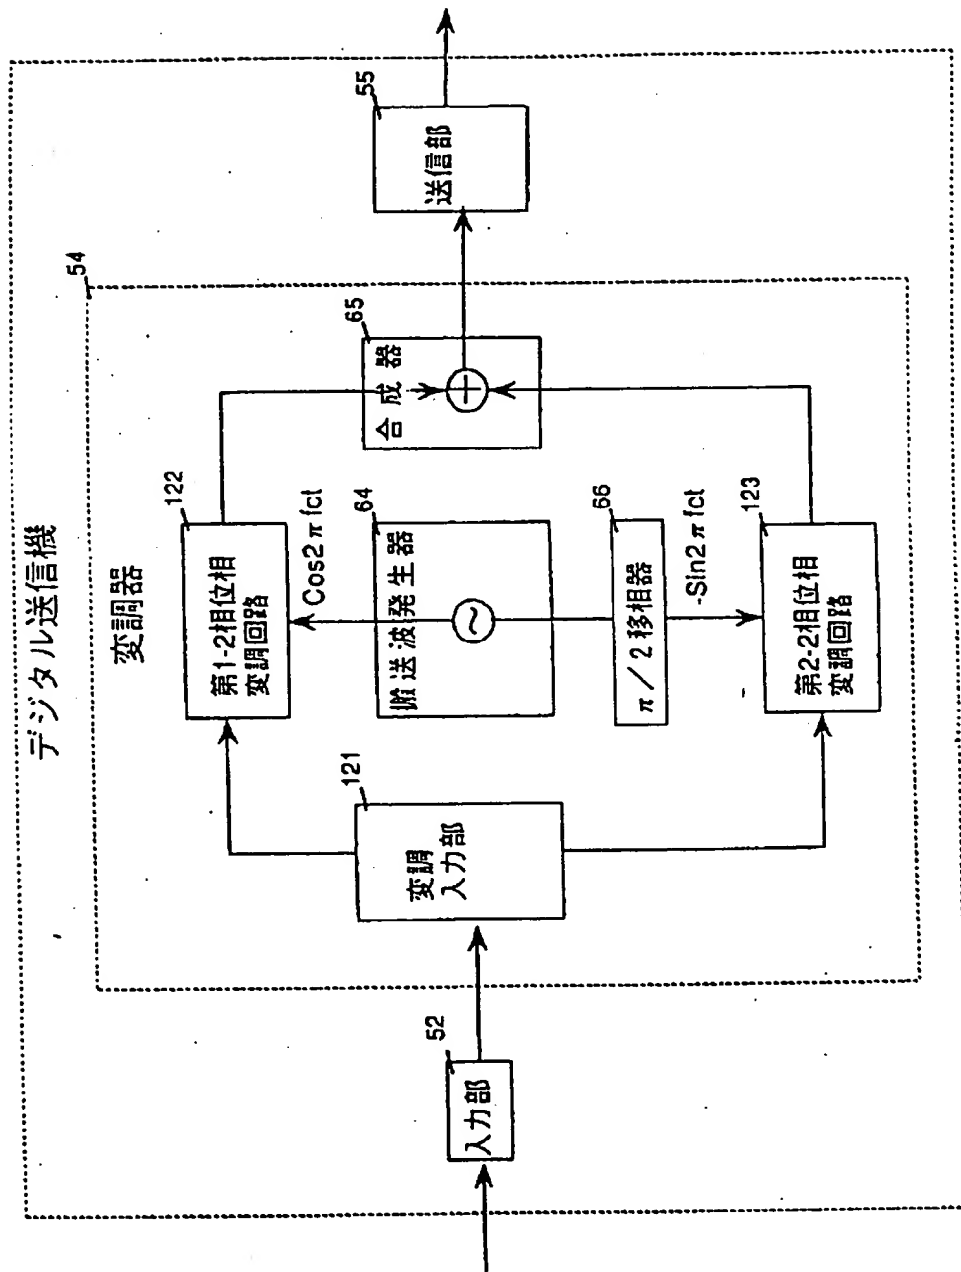 デジタル送信機
変調器
54
52
入力部
121
変調
入力部
122
第1-2相位相
変調回路
Cos2πfct
64
搬送波発生器
66
π/2移相器
-Sin2πfct
123
第2-2相位相
変調回路
65
合成器
55
送信部